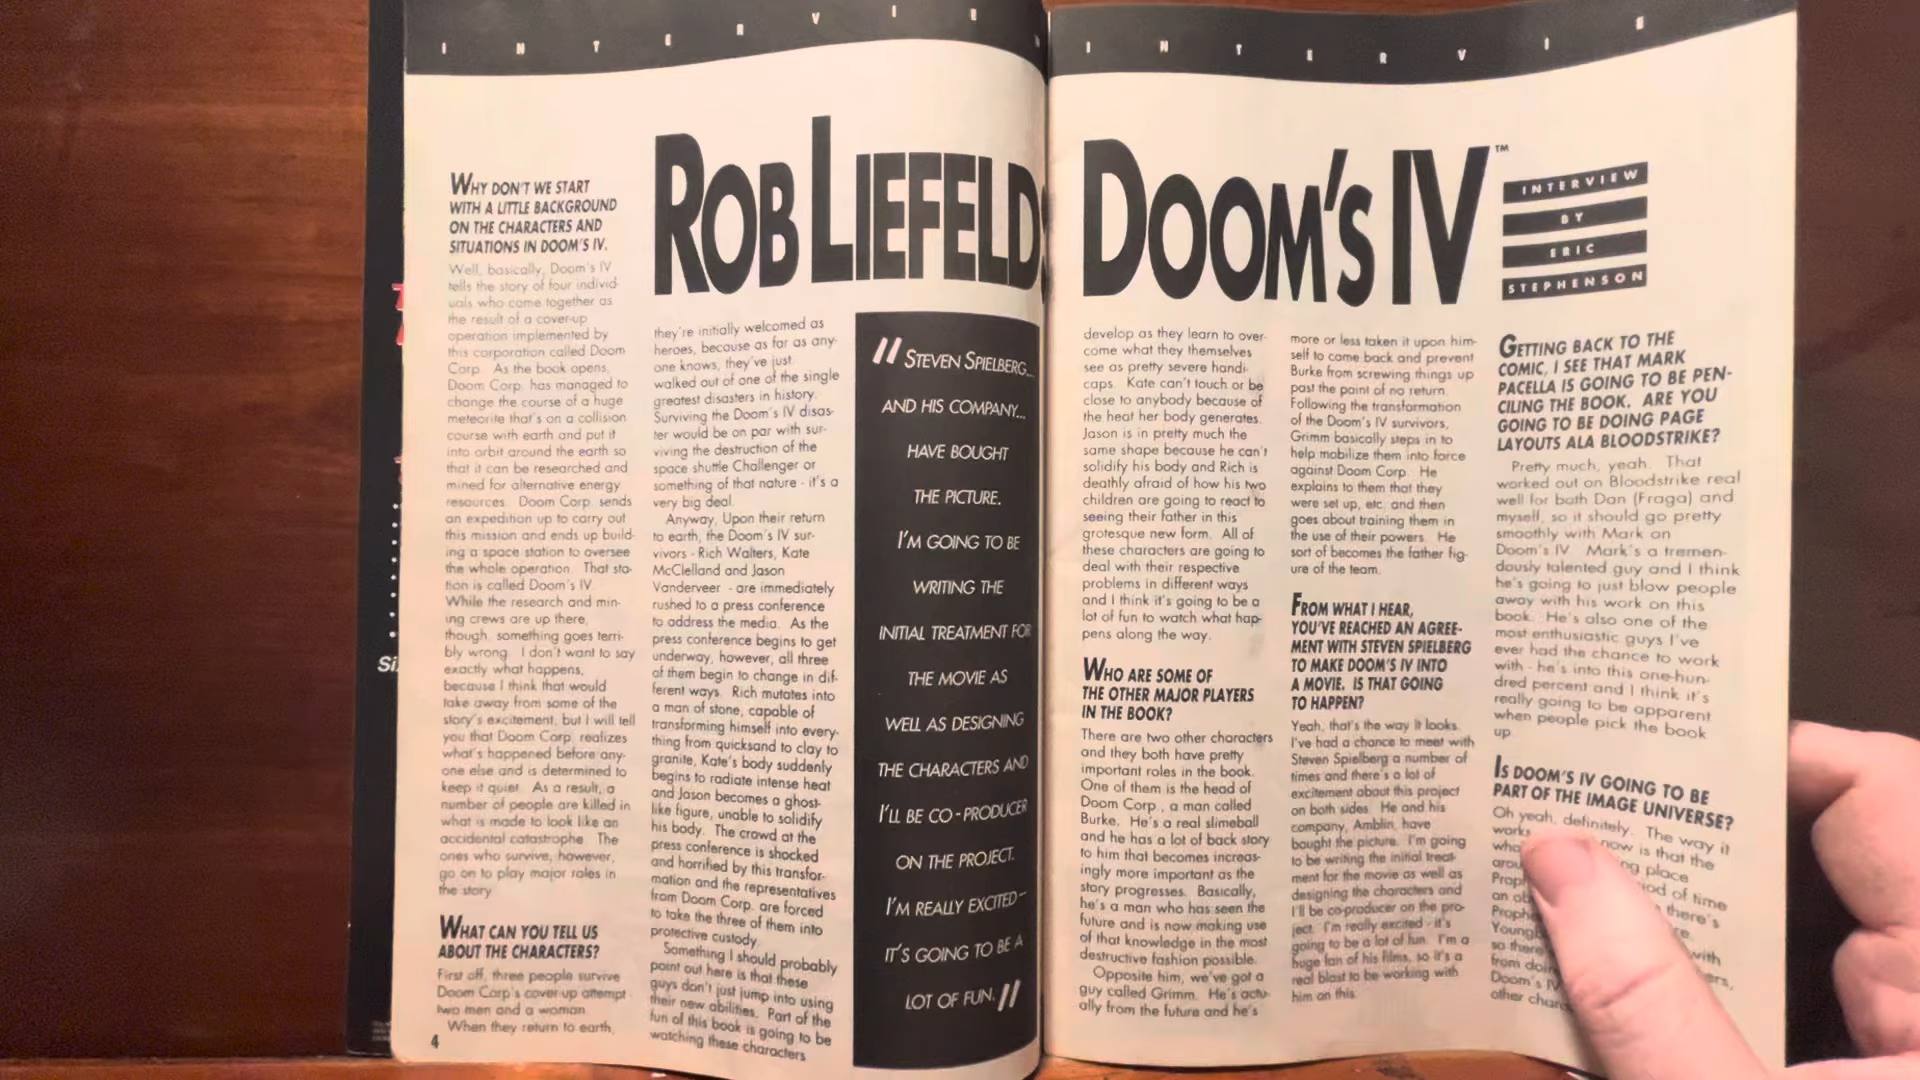 INTERVIEW
INTERVIE
ROB LIEFELD'S DOOM'S IV™
INTERVIEW
BY
ERIC
STEPHENSON
WHY DON'T WE START
WITH A LITTLE BACKGROUND
ON THE CHARACTERS AND
SITUATIONS IN DOOM'S IV.
Well, basically, Doom's IV
tells the story of four individ-
uals who come together as
the result of a cover-up
operation implemented by
this corporation called Doom
Corp. As the book opens,
Doom Corp. has managed to
change the course of a huge
meteorite that's on a collision
course with earth and put it
into orbit around the earth so
that it can be researched and
mined for alternative energy
resources. Doom Corp. sends
an expedition up to carry out
this mission and ends up build-
ing a space station to oversee
the whole operation. That sta-
tion is called Doom's IV.
While the research and min-
ing crews are up there,
though, something goes terri-
bly wrong. I don't want to say
exactly what happens,
because I think that would
take away from some of the
story's excitement, but I will tell
you that Doom Corp. realizes
what's happened before any-
one else and is determined to
keep it quiet. As a result, a
number of people are killed in
what is made to look like an
accidental catastrophe. The
ones who survive, however,
go on to play major roles in
the story.
WHAT CAN YOU TELL US
ABOUT THE CHARACTERS?
First off, three people survive
Doom Corp's cover-up attempt
two men and a woman.
When they return to earth,
4
they're initially welcomed as
heroes, because as far as any-
one knows, they've just
walked out of one of the single
greatest disasters in history.
Surviving the Doom's IV disas-
ter would be on par with sur-
viving the destruction of the
space shuttle Challenger or
something of that nature - it's a
very big deal.
Anyway, Upon their return
to earth, the Doom's IV sur-
vivors - Rich Walters, Kate
McClelland and Jason
Vanderveer - are immediately
rushed to a press conference
to address the media. As the
press conference begins to get
underway, however, all three
of them begin to change in dif-
ferent ways. Rich mutates into
a man of stone, capable of
transforming himself into every-
thing from quicksand to clay to
granite, Kate's body suddenly
begins to radiate intense heat
and Jason becomes a ghost-
like figure, unable to solidify
his body. The crowd at the
press conference is shocked
and horrified by this transfor-
mation and the representatives
from Doom Corp. are forced
to take the three of them into
protective custody.
Something I should probably
point out here is that these
guys don't just jump into using
their new abilities. Part of the
fun of this book is going to be
watching these characters
"STEVEN SPIELBERG...
AND HIS COMPANY...
HAVE BOUGHT
THE PICTURE.
I'M GOING TO BE
WRITING THE
INITIAL TREATMENT FOR
THE MOVIE AS
WELL AS DESIGNING
THE CHARACTERS AND
I'LL BE CO-PRODUCER
ON THE PROJECT.
I'M REALLY EXCITED—
IT'S GOING TO BE A
LOT OF FUN."
develop as they learn to over-
come what they themselves
see as pretty severe handi-
caps. Kate can't touch or be
close to anybody because of
the heat her body generates.
Jason is in pretty much the
same shape because he can't
solidify his body and Rich is
deathly afraid of how his two
children are going to react to
seeing their father in this
grotesque new form. All of
these characters are going to
deal with their respective
problems in different ways
and I think it's going to be a
lot of fun to watch what hap-
pens along the way.
WHO ARE SOME OF
THE OTHER MAJOR PLAYERS
IN THE BOOK?
There are two other characters
and they both have pretty
important roles in the book.
One of them is the head of
Doom Corp., a man called
Burke. He's a real slimeball
and he has a lot of back story
to him that becomes increas-
ingly more important as the
story progresses. Basically,
he's a man who has seen the
future and is now making use
of that knowledge in the most
destructive fashion possible.
Opposite him, we've got a
guy called Grimm. He's actu-
ally from the future and he's
more or less taken it upon him-
self to come back and prevent
Burke from screwing things up
past the point of no return.
Following the transformation
of the Doom's IV survivors,
Grimm basically steps in to
help mobilize them into force
against Doom Corp. He
explains to them that they
were set up, etc. and then
goes about training them in
the use of their powers. He
sort of becomes the father fig-
ure of the team.
FROM WHAT I HEAR,
YOU'VE REACHED AN AGREE-
MENT WITH STEVEN SPIELBERG
TO MAKE DOOM'S IV INTO
A MOVIE. IS THAT GOING
TO HAPPEN?
Yeah, that's the way it looks.
I've had a chance to meet with
Steven Spielberg a number of
times and there's a lot of
excitement about this project
on both sides. He and his
company, Amblin, have
bought the picture. I'm going
to be writing the initial treat-
ment for the movie as well as
designing the characters and
I'll be co-producer on the pro-
ject. I'm really excited - it's
going to be a lot of fun. I'm a
huge fan of his films, so it's a
real blast to be working with
him on this.
GETTING BACK TO THE
COMIC, I SEE THAT MARK
PACELLA IS GOING TO BE PEN-
CILING THE BOOK. ARE YOU
GOING TO BE DOING PAGE
LAYOUTS ALA BLOODSTRIKE?
Pretty much, yeah. That
worked out on Bloodstrike real
well for both Dan (Fraga) and
myself, so it should go pretty
smoothly with Mark on
Doom's IV. Mark's a tremen-
dously talented guy and I think
he's going to just blow people
away with his work on this
book. He's also one of the
most enthusiastic guys I've
ever had the chance to work
with - he's into this one-hun-
dred percent and I think it's
really going to be apparent
when people pick the book
up.
IS DOOM'S IV GOING TO BE
PART OF THE IMAGE UNIVERSE?
Oh yeah, definitely. The way it
works now is that the
place
of time
an there's
with
so there
from
Doom's IV
other